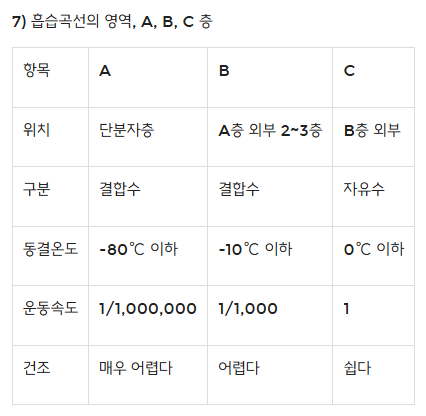 7) 흡습곡선의 영역, A, B, C 층
항목 A B C
위치 단분자층 A층 외부 2~3층 B층 외부
구분 결합수 결합수 자유수
동결온도 -80℃ 이하 -10℃ 이하 0℃ 이하
운동속도 1/1,000,000 1/1,000 1
건조 매우 어렵다 어렵다 쉽다